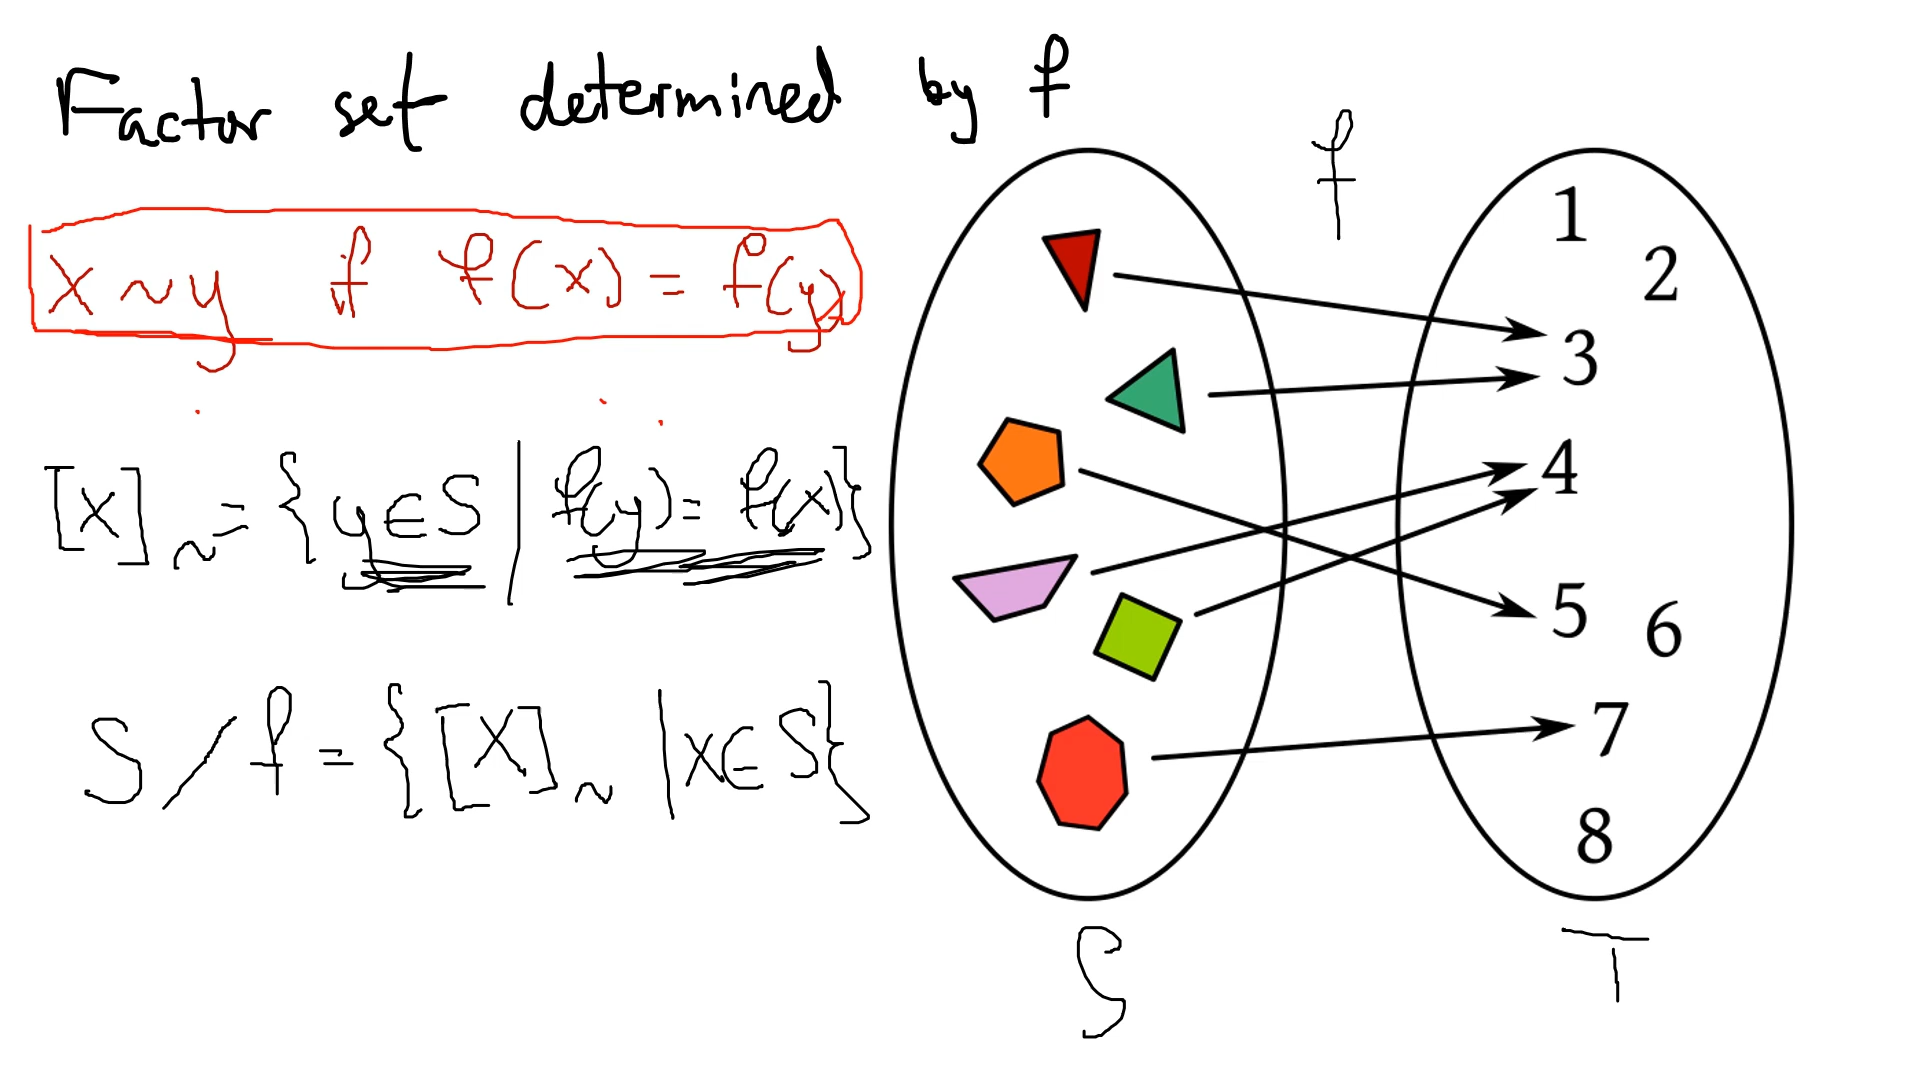 Factor set determined by f
x ~ y if f(x) = f(y)
[x]~ = {y ∈ S | f(y) = f(x)}
S / f = {[x]~ | x ∈ S}
f
1
2
3
4
5
6
7
8
S
T